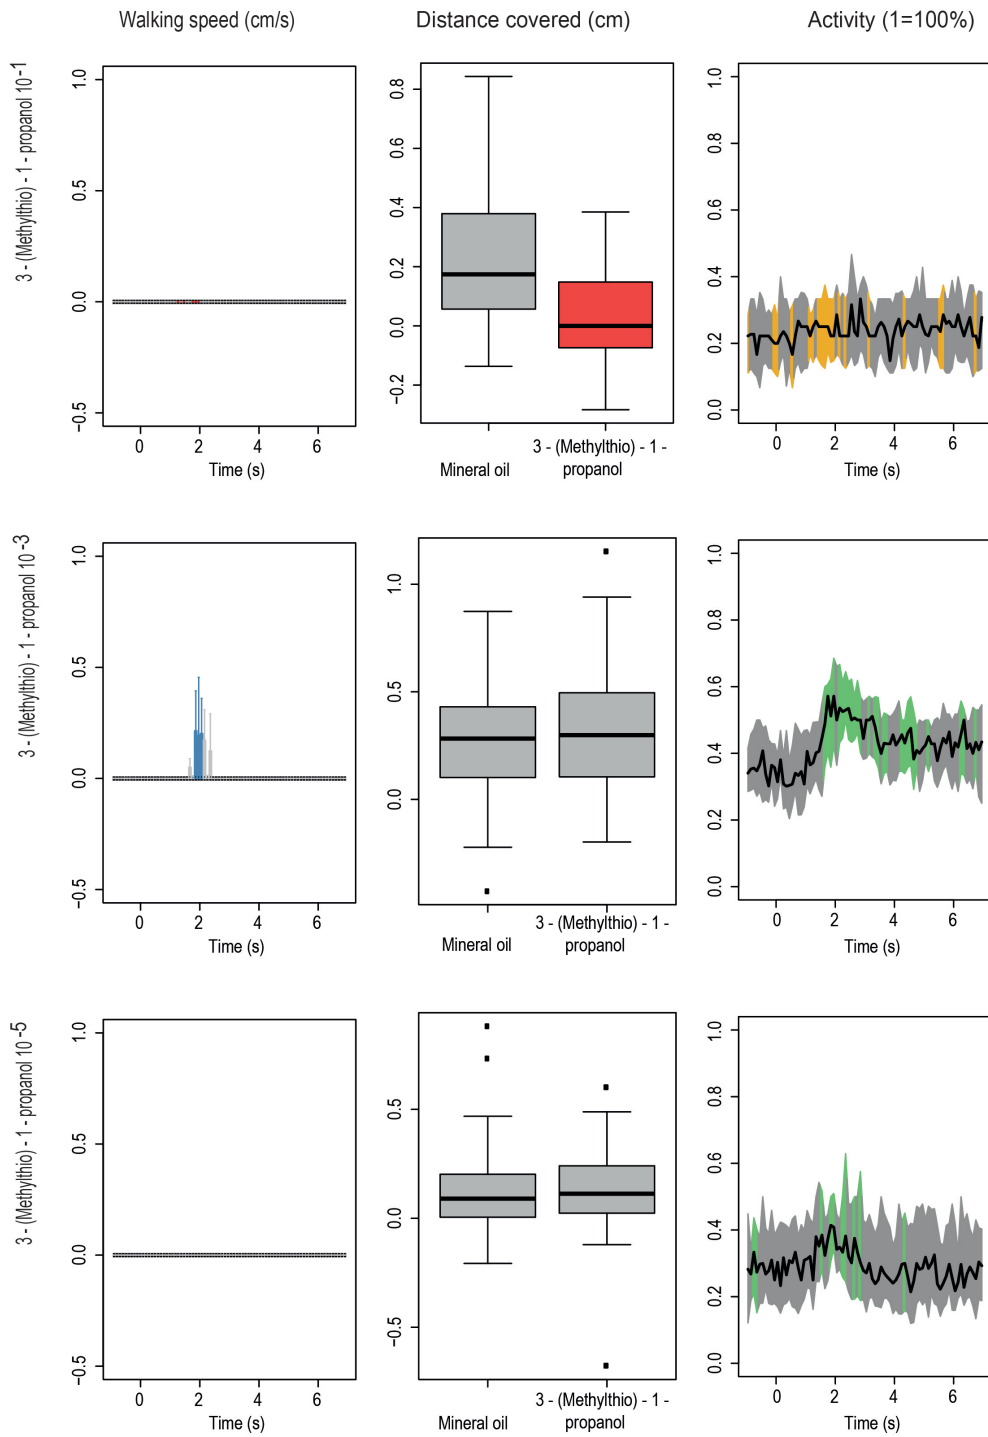 Walking speed (cm/s)
Distance covered (cm)
Activity (1=100%)
3 - (Methylthio) - 1 - propanol 10⁻¹
1.0
0.5
0.0
−0.5
0 2 4 6
Time (s)
0.8
0.6
0.4
0.2
0.0
−0.2
Mineral oil
3 - (Methylthio) - 1 -
propanol
1.0
0.8
0.6
0.4
0.2
0.0
0 2 4 6
Time (s)
3 - (Methylthio) - 1 - propanol 10⁻³
1.0
0.5
0.0
−0.5
0 2 4 6
Time (s)
1.0
0.5
0.0
Mineral oil
3 - (Methylthio) - 1 -
propanol
1.0
0.8
0.6
0.4
0.2
0.0
0 2 4 6
Time (s)
3 - (Methylthio) - 1 - propanol 10⁻⁵
1.0
0.5
0.0
−0.5
0 2 4 6
Time (s)
0.5
0.0
−0.5
Mineral oil
3 - (Methylthio) - 1 -
propanol
1.0
0.8
0.6
0.4
0.2
0.0
0 2 4 6
Time (s)